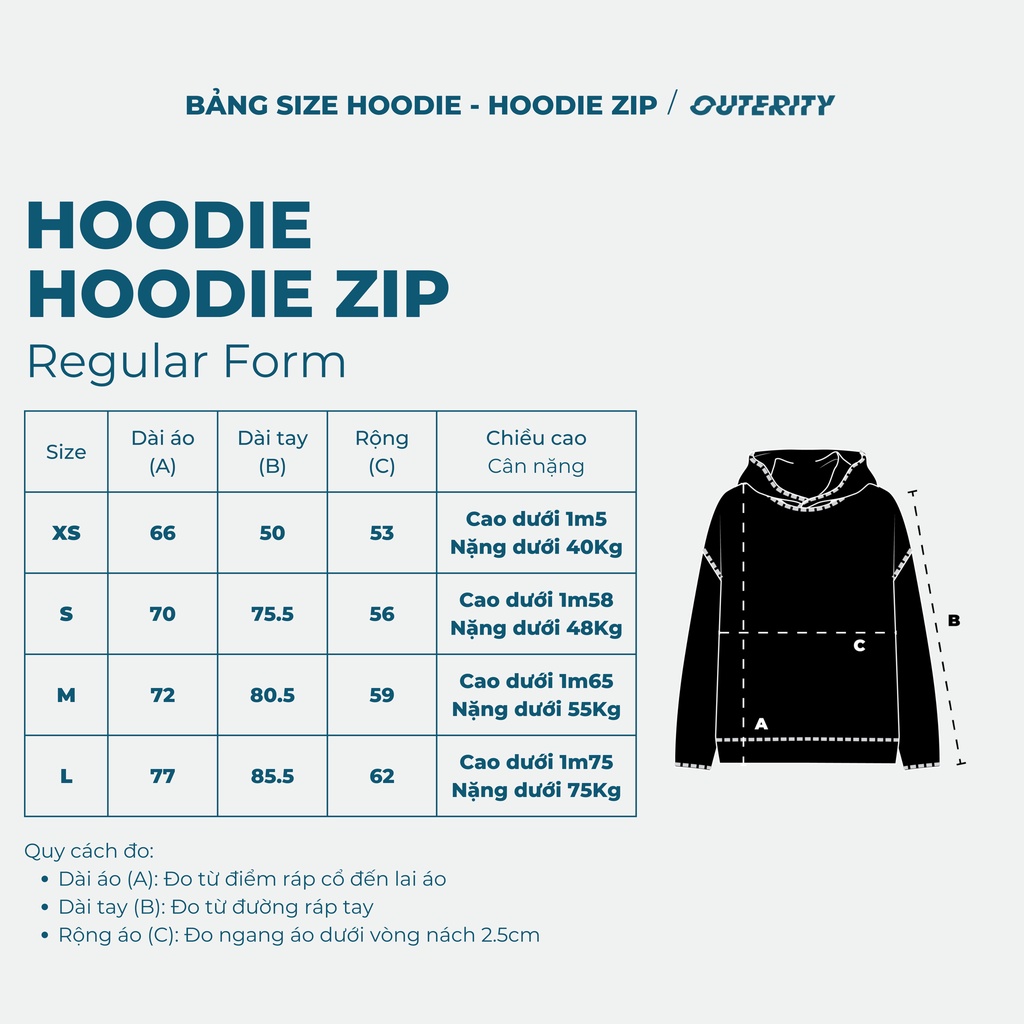 BẢNG SIZE HOODIE - HOODIE ZIP / OUTERITY
HOODIE
HOODIE ZIP
Regular Form
Size Dài áo (A) Dài tay (B) Rộng (C) Chiều cao Cân nặng
XS 66 50 53 Cao dưới 1m5 Nặng dưới 40Kg
S 70 75.5 56 Cao dưới 1m58 Nặng dưới 48Kg
M 72 80.5 59 Cao dưới 1m65 Nặng dưới 55Kg
L 77 85.5 62 Cao dưới 1m75 Nặng dưới 75Kg
B
C
A
Quy cách đo:
• Dài áo (A): Đo từ điểm ráp cổ đến lai áo
• Dài tay (B): Đo từ đường ráp tay
• Rộng áo (C): Đo ngang áo dưới vòng nách 2.5cm